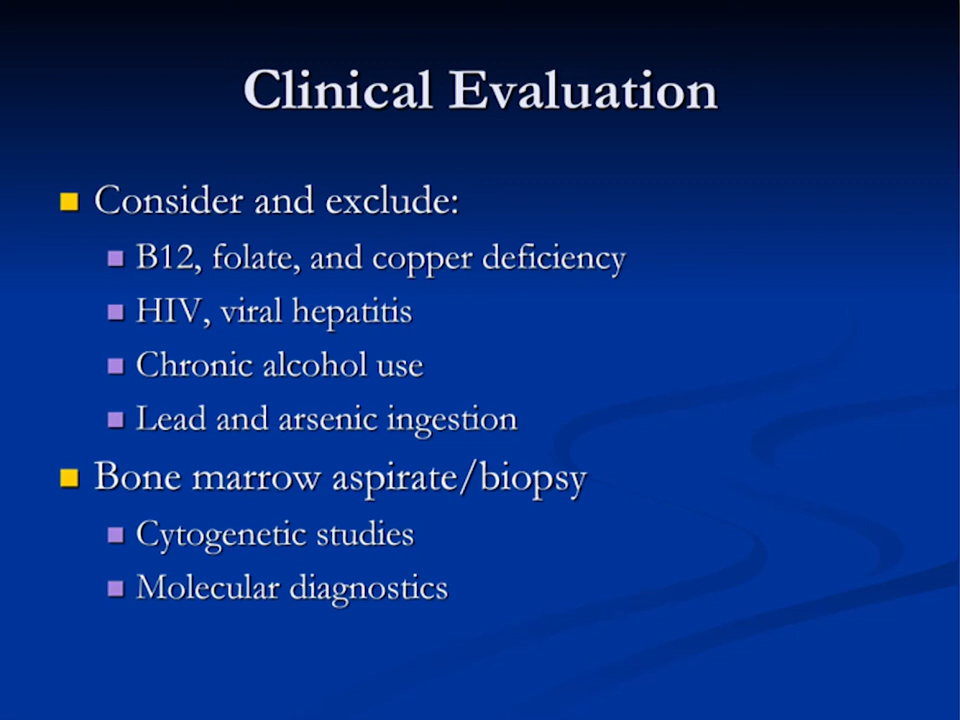 Clinical Evaluation
Consider and exclude:
B12, folate, and copper deficiency
HIV, viral hepatitis
Chronic alcohol use
Lead and arsenic ingestion
Bone marrow aspirate/biopsy
Cytogenetic studies
Molecular diagnostics